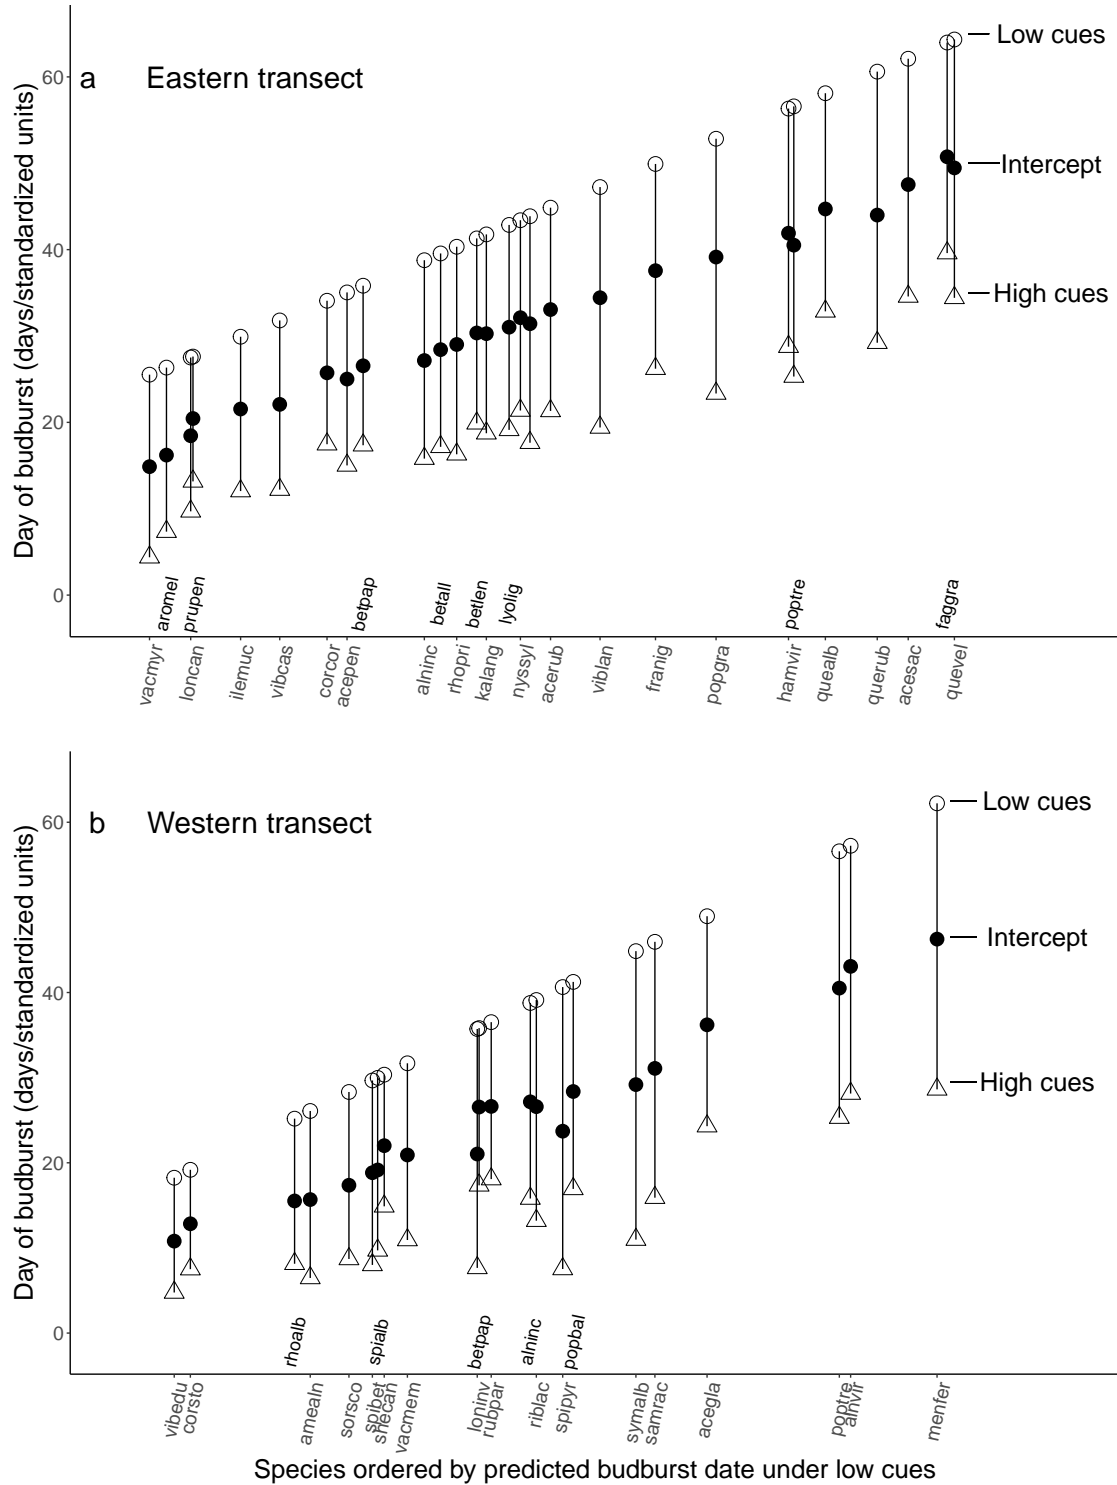 a Eastern transect
Low cues
Intercept
High cues
Day of budburst (days/standardized units)
60
40
20
0
aromel
prupen
betpap
betall
betlen
lyolig
poptre
faggra
vacmyr
loncan
ilemuc
vibcas
corcor
acepen
alninc
rhopri
kalang
nyssyl
acerub
viblan
franig
popgra
hamvir
quealb
querub
acesac
quevel
b Western transect
Low cues
Intercept
High cues
Day of budburst (days/standardized units)
60
40
20
0
rhoalb
spialb
betpap
alninc
popbal
vibedu
corsto
amealn
sorsco
spibet
shecan
vacmem
loninv
rubpar
riblac
spipyr
symalb
samrac
acegla
poptre
alnvir
menfer
Species ordered by predicted budburst date under low cues